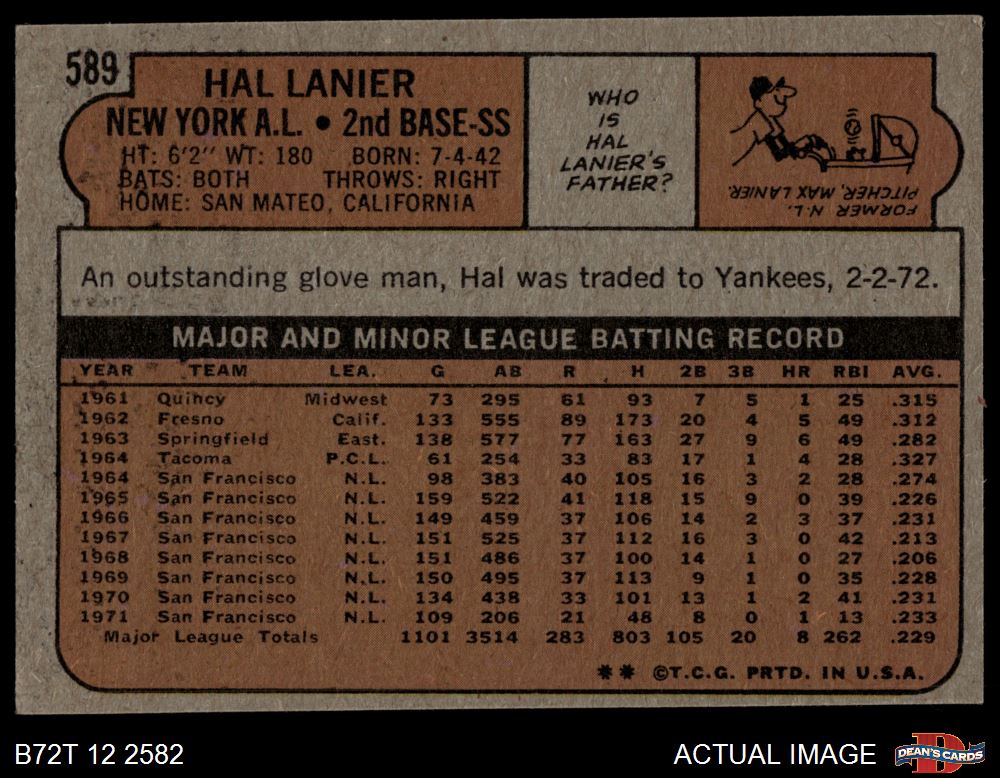 589
HAL LANIER
NEW YORK A.L. • 2nd BASE-SS
HT: 6'2" WT: 180 BORN: 7-4-42
BATS: BOTH THROWS: RIGHT
HOME: SAN MATEO, CALIFORNIA
WHO
IS
HAL
LANIER'S
FATHER?
FORMER N.L.
PITCHER, MAX LANIER.
An outstanding glove man, Hal was traded to Yankees, 2-2-72.
MAJOR AND MINOR LEAGUE BATTING RECORD
YEAR TEAM LEA. G AB R H 2B 3B HR RBI AVG.
1961 Quincy Midwest 73 295 61 93 7 5 1 25 .315
1962 Fresno Calif. 133 555 89 173 20 4 5 49 .312
1963 Springfield East. 138 577 77 163 27 9 6 49 .282
1964 Tacoma P.C.L. 61 254 33 83 17 1 4 28 .327
1964 San Francisco N.L. 98 383 40 105 16 3 2 28 .274
1965 San Francisco N.L. 159 522 41 118 15 9 0 39 .226
1966 San Francisco N.L. 149 459 37 106 14 2 3 37 .231
1967 San Francisco N.L. 151 525 37 112 16 3 0 42 .213
1968 San Francisco N.L. 151 486 37 100 14 1 0 27 .206
1969 San Francisco N.L. 150 495 37 113 9 1 0 35 .228
1970 San Francisco N.L. 134 438 33 101 13 1 2 41 .231
1971 San Francisco N.L. 109 206 21 48 8 0 1 13 .233
Major League Totals 1101 3514 283 803 105 20 8 262 .229
** ©T.C.G. PRTD. IN U.S.A.
B72T 12 2582
ACTUAL IMAGE
DEAN'S CARDS